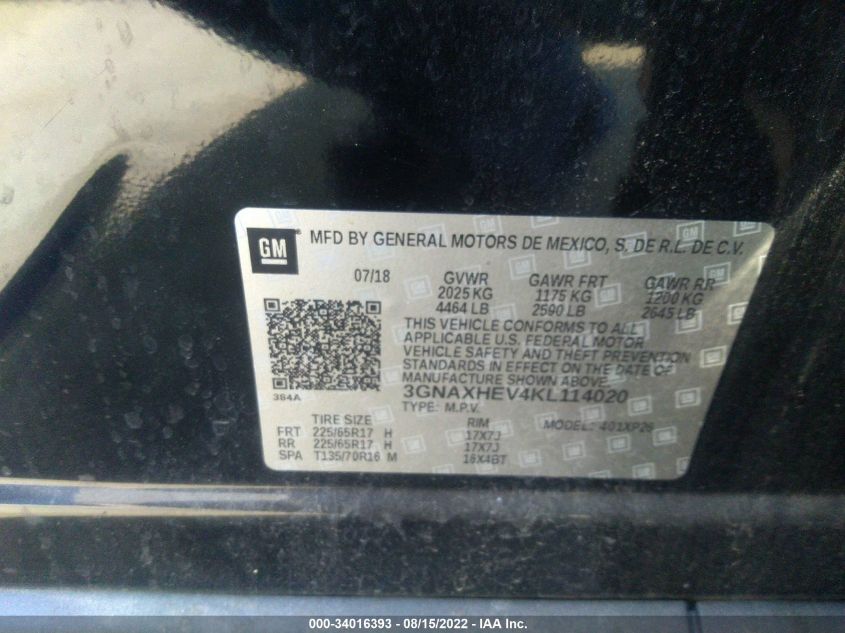 GM
MFD BY GENERAL MOTORS DE MEXICO, S. DE R.L. DE C.V.
07/18 GVWR GAWR FRT GAWR RR
2025 KG 1175 KG 1200 KG
4464 LB 2590 LB 2645 LB
THIS VEHICLE CONFORMS TO ALL
APPLICABLE U.S. FEDERAL MOTOR
VEHICLE SAFETY AND THEFT PREVENTION
STANDARDS IN EFFECT ON THE DATE OF
MANUFACTURE SHOWN ABOVE.
384A 3GNAXHEV4KL114020
TYPE: M.P.V.
TIRE SIZE RIM MODEL: 401XP26
FRT 225/65R17 H 17X7J
RR 225/65R17 H 17X7J
SPA T135/70R16 M 16X4BT
000-34016393 - 08/15/2022 - IAA Inc.